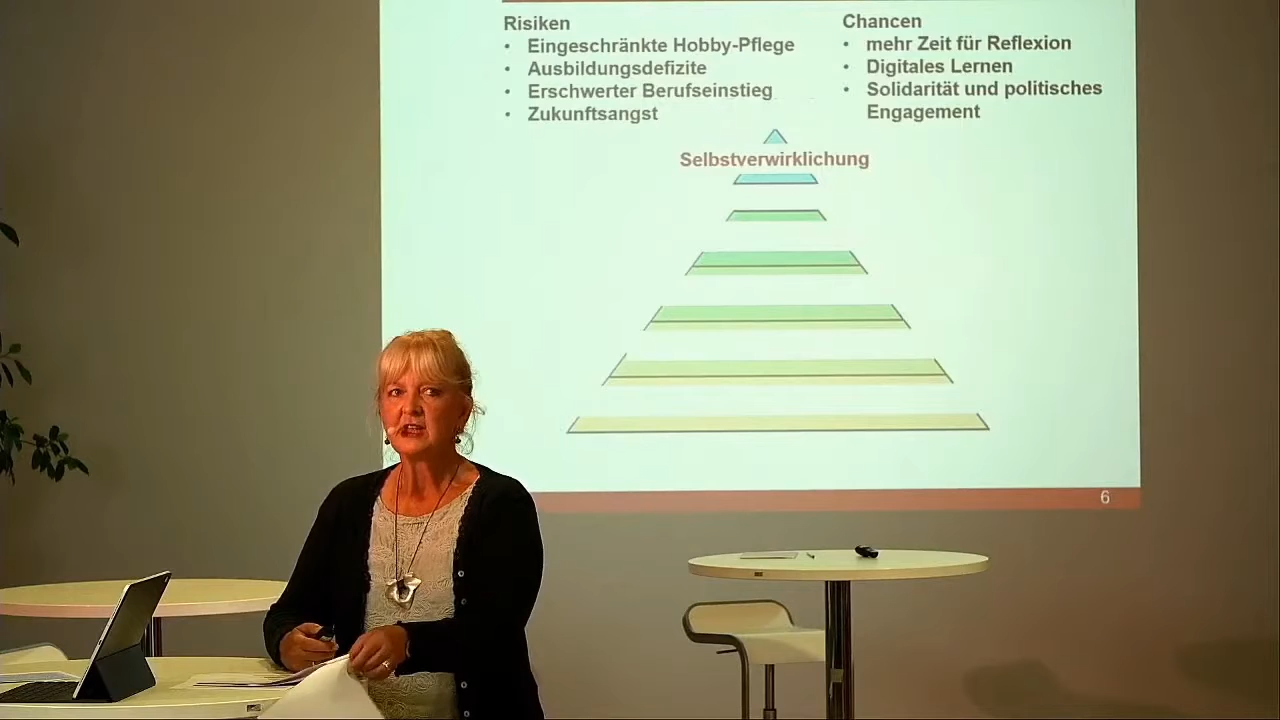 Risiken
• Eingeschränkte Hobby-Pflege
• Ausbildungsdefizite
• Erschwerter Berufseinstieg
• Zukunftsangst
Chancen
• mehr Zeit für Reflexion
• Digitales Lernen
• Solidarität und politisches
Engagement
Selbstverwirklichung
6